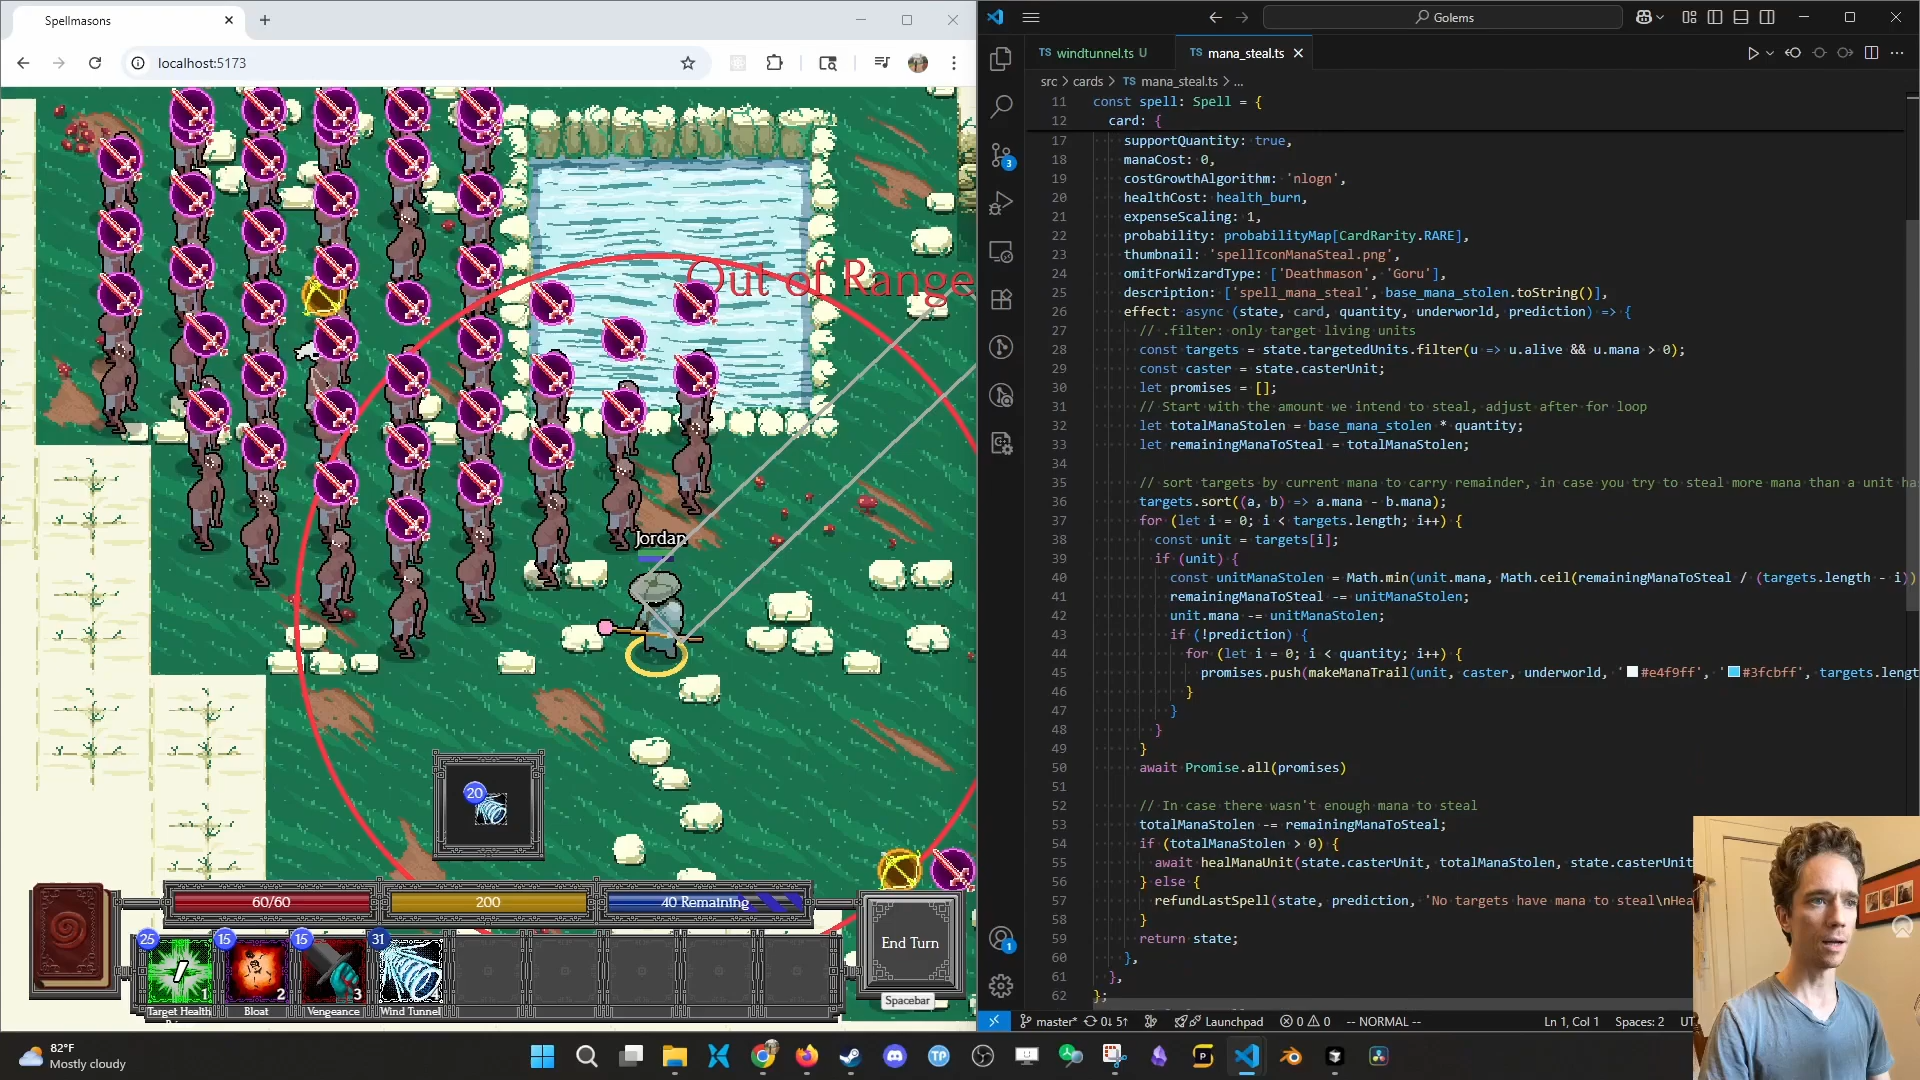 Spellmasons
localhost:5173
Out of Range
Jordan
20
60/60
200
40 Remaining
End Turn
Spacebar
25
15
15
31
1
2
3
4
Target Health
Bloat
Vengeance
Wind Tunnel
82°F
Mostly cloudy
Golems
TS windtunnel.ts U
TS mana_steal.ts
src > cards > TS mana_steal.ts > ...
11 const spell: Spell = {
12 card: {
17 supportQuantity: true,
18 manaCost: 0,
19 costGrowthAlgorithm: 'nlogn',
20 healthCost: health_burn,
21 expenseScaling: 1,
22 probability: probabilityMap[CardRarity.RARE],
23 thumbnail: 'spellIconManaSteal.png',
24 omitForWizardType: ['Deathmason', 'Goru'],
25 description: ['spell_mana_steal', base_mana_stolen.toString()],
26 effect: async (state, card, quantity, underworld, prediction) => {
27 // .filter: only target living units
28 const targets = state.targetedUnits.filter(u => u.alive && u.mana > 0);
29 const caster = state.casterUnit;
30 let promises = [];
31 // Start with the amount we intend to steal, adjust after for loop
32 let totalManaStolen = base_mana_stolen * quantity;
33 let remainingManaToSteal = totalManaStolen;
34
35 // sort targets by current mana to carry remainder, in case you try to steal more mana than a unit ha
36 targets.sort((a, b) => a.mana - b.mana);
37 for (let i = 0; i < targets.length; i++) {
38 const unit = targets[i];
39 if (unit) {
40 const unitManaStolen = Math.min(unit.mana, Math.ceil(remainingManaToSteal / (targets.length - i))
41 remainingManaToSteal -= unitManaStolen;
42 unit.mana -= unitManaStolen;
43 if (!prediction) {
44 for (let i = 0; i < quantity; i++) {
45 promises.push(makeManaTrail(unit, caster, underworld, '#e4f9ff', '#3fcbff', targets.lengt
46 }
47 }
48 }
49 }
50 await Promise.all(promises)
51
52 // In case there wasn't enough mana to steal
53 totalManaStolen -= remainingManaToSteal;
54 if (totalManaStolen > 0) {
55 await healManaUnit(state.casterUnit, totalManaStolen, state.casterUnit
56 } else {
57 refundLastSpell(state, prediction, 'No targets have mana to steal\nHea
58 }
59 return state;
60 },
61 },
62 };
3
1
master* 0↓ 5↑
Launchpad
0 0
-- NORMAL --
Ln 1, Col 1
Spaces: 2
UT